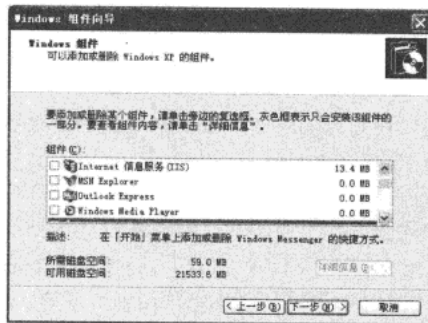 Windows 组件向导
Windows 组件
可以添加或删除 Windows XP 的组件。
要添加或删除某个组件，请单击旁边的复选框。灰色框表示只会安装该组件的
一部分。要查看组件内容，请单击“详细信息”。
组件(C):
Internet 信息服务(IIS) 13.4 MB
MSN Explorer 0.0 MB
Outlook Express 0.0 MB
Windows Media Player 0.0 MB
描述: 在「开始」菜单上添加或删除 Windows Messenger 的快捷方式。
所需磁盘空间: 59.0 MB
可用磁盘空间: 21533.6 MB
详细信息(D)...
< 上一步(B) 下一步(N) > 取消